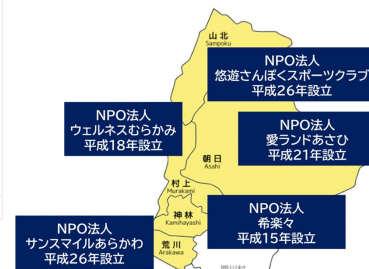 山北
Sampoku
NPO法人
悠遊さんぽくスポーツクラブ
平成26年設立
NPO法人
ウェルネスむらかみ
平成18年設立
NPO法人
愛ランドあさひ
平成21年設立
朝日
Asahi
村上
Murakami
神林
Kamihayashi
NPO法人
希楽々
平成15年設立
NPO法人
サンスマイルあらかわ
平成26年設立
荒川
Arakawa